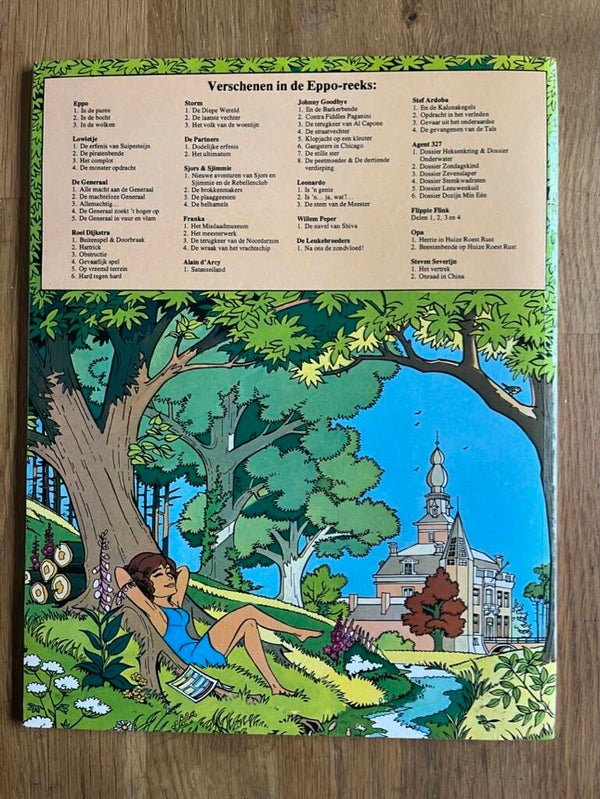 Verschenen in de Eppo-reeks:
Eppo
1. In de puree
2. In de bocht
3. In de wolken
Lowietje
1. De erfenis van Suipesteijn
2. De piratenbende
3. Het complot
4. De monster opdracht
De Generaal
1. Alle macht aan de Generaal
2. De machteloze Generaal
3. Allemachtig....
4. De Generaal zoekt 't hoger op
5. De Generaal in vuur en vlam
Roel Dijkstra
1. Buitenspel & Doorbraak
2. Hattrick
3. Obstructie
4. Gevaarlijk spel
5. Op vreemd terrein
6. Hard tegen hard
Storm
1. De Diepe Wereld
2. De laatste vechter
3. Het volk van de woestijn
De Partners
1. Dodelijke erfenis
2. Het ultimatum
Sjors & Sjimmie
1. Nieuwe avonturen van Sjors en
Sjimmie en de Rebellenclub
2. De brokkenmakers
3. De plaaggeesten
4. De belhamels
Franka
1. Het Misdaadmuseum
2. Het meesterwerk
3. De terugkeer van de Noorderzon
4. De wraak van het vrachtschip
Alain d'Arcy
1. Satanseiland
Johnny Goodbye
1. En de Barkerbende
2. Contra Fiddles Paganini
3. De terugkeer van Al Capone
4. De straatvechter
5. Klopjacht op een kleuter
6. Gangsters in Chicago
7. De stille ster
8. De peetmoeder & De dertiende
verdieping
Leonardo
1. Is 'n genie
2. Is 'n... ja, wat?...
3. De stem van de Meester
Willem Peper
1. De navel van Shiva
De Leukebroeders
1. Na ons de zondvloed!
Stef Ardoba
1. En de Kalunakegels
2. Opdracht in het verleden
3. Gevaar uit het onderaardse
4. De gevangenen van de Tals
Agent 327
1. Dossier Heksenkring & Dossier
Onderwater
2. Dossier Zondagskind
3. Dossier Zevenslaper
4. Dossier Stemkwadraten
5. Dossier Leeuwenkuil
6. Dossier Dozijn Min Eén
Flippie Flink
Delen 1, 2, 3 en 4
Opa
1. Herrie in Huize Roest Rust
2. Beestenbende op Huize Roest Rust
Steven Severijn
1. Het vertrek
2. Onraad in China